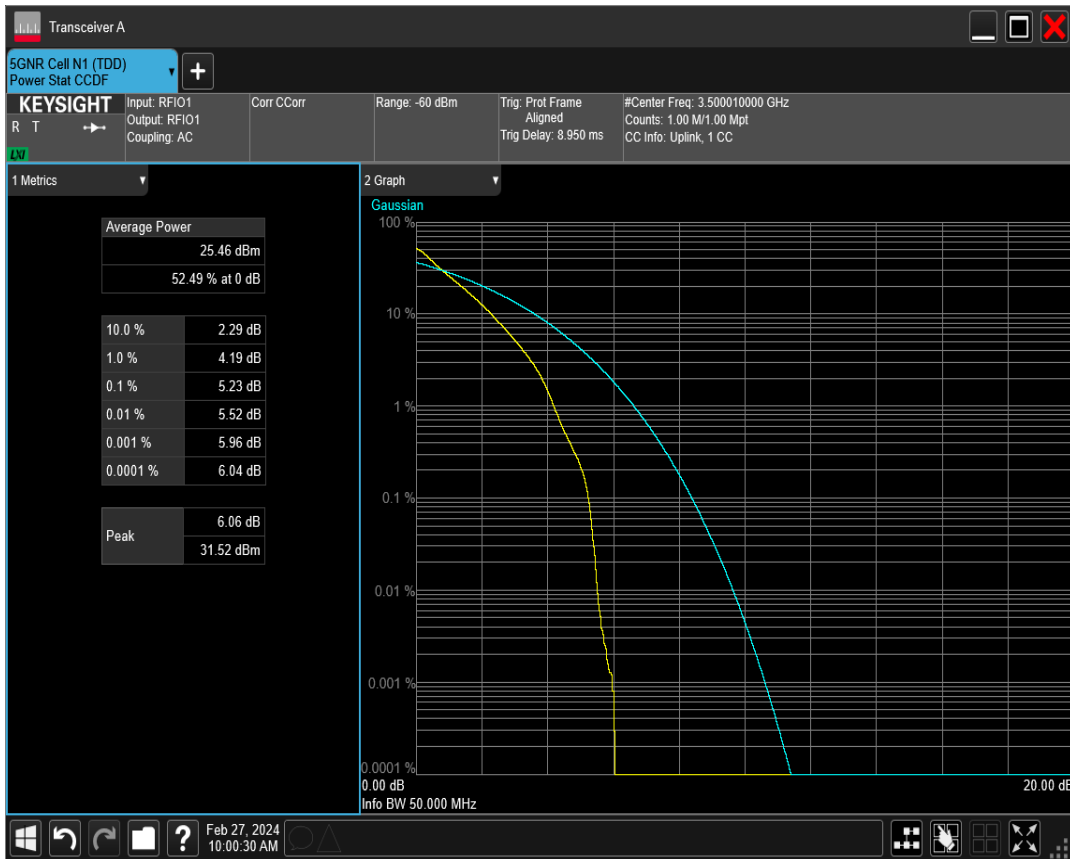 Transceiver A
5GNR Cell N1 (TDD)
Power Stat CCDF
+
KEYSIGHT
R T
LXI
Input: RFIO1
Output: RFIO1
Coupling: AC
Corr CCorr
Range: -60 dBm
Trig: Prot Frame
Aligned
Trig Delay: 8.950 ms
#Center Freq: 3.500010000 GHz
Counts: 1.00 M/1.00 Mpt
CC Info: Uplink, 1 CC
1 Metrics
Average Power
25.46 dBm
52.49 % at 0 dB
10.0 % 2.29 dB
1.0 % 4.19 dB
0.1 % 5.23 dB
0.01 % 5.52 dB
0.001 % 5.96 dB
0.0001 % 6.04 dB
Peak
6.06 dB
31.52 dBm
2 Graph
Gaussian
100 %
10 %
1 %
0.1 %
0.01 %
0.001 %
0.0001 %
0.00 dB
20.00 dB
Info BW 50.000 MHz
?
Feb 27, 2024
10:00:30 AM